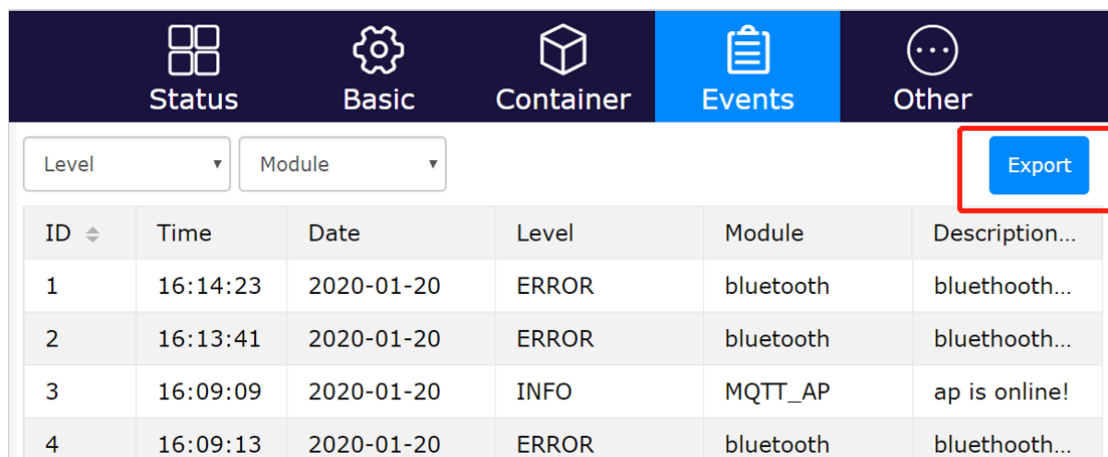 Status Basic Container Events Other
Level Module Export
ID Time Date Level Module Description...
1 16:14:23 2020-01-20 ERROR bluetooth bluethooth...
2 16:13:41 2020-01-20 ERROR bluetooth bluethooth...
3 16:09:09 2020-01-20 INFO MQTT_AP ap is online!
4 16:09:13 2020-01-20 ERROR bluetooth bluethooth...